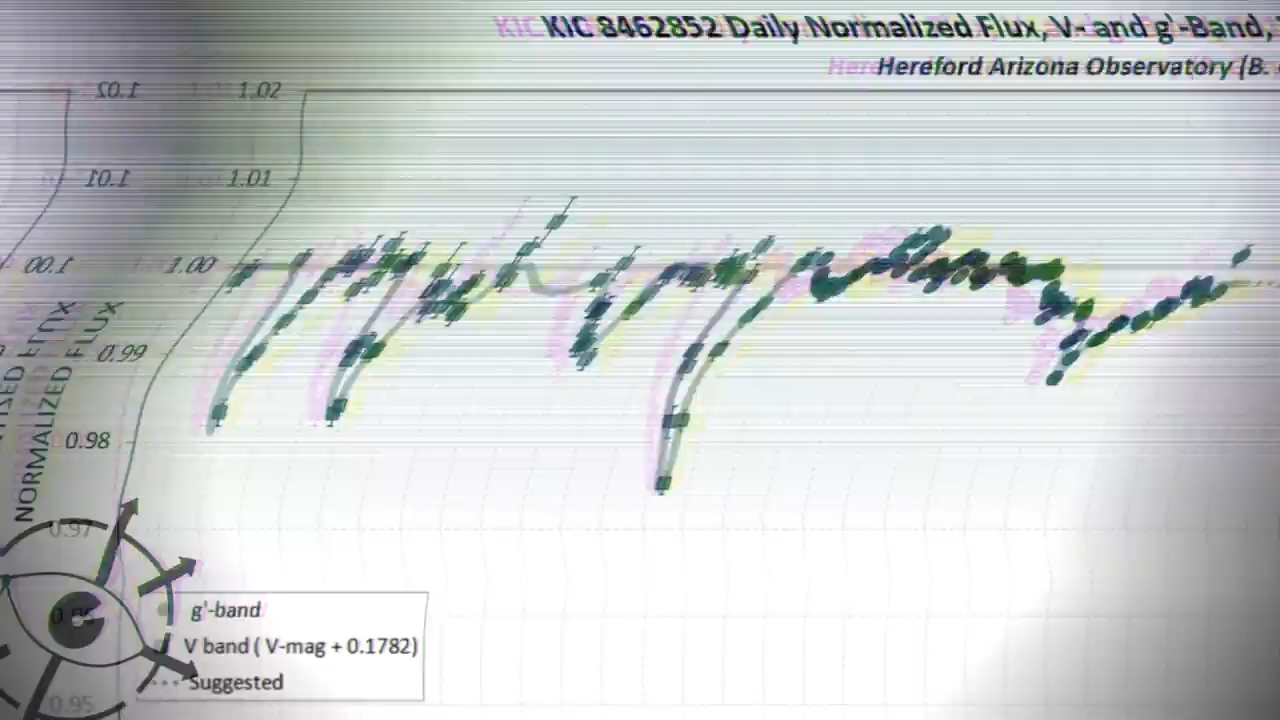 KIC 8462852 Daily Normalized Flux, V- and g'-Band,
Hereford Arizona Observatory (B.
1.02
1.01
1.00
0.99
0.98
0.97
0.95
NORMALIZED FLUX
g'-band
V band ( V-mag + 0.1782)
Suggested